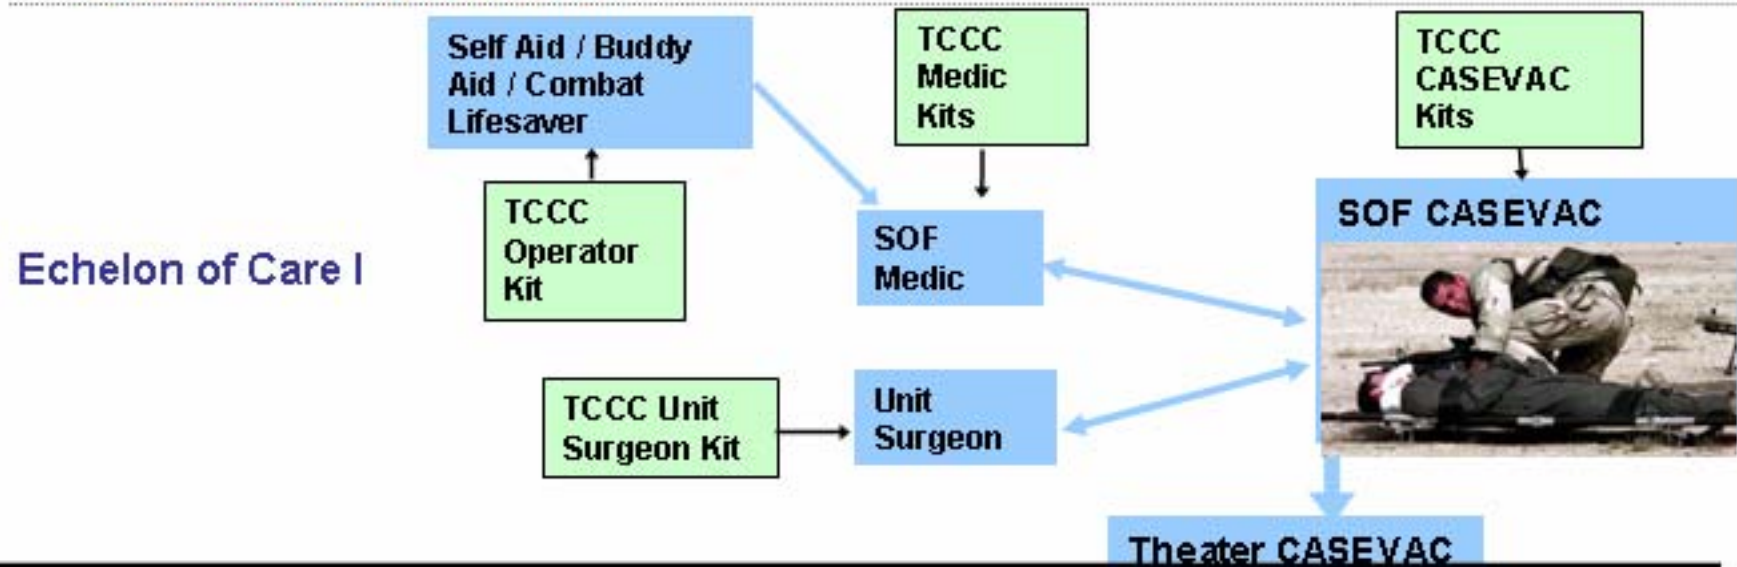 Self Aid / Buddy
Aid / Combat
Lifesaver
TCCC
Medic
Kits
TCCC
CASEVAC
Kits
TCCC
Operator
Kit
SOF CASEVAC
Echelon of Care I
SOF
Medic
TCCC Unit
Surgeon Kit
Unit
Surgeon
Theater CASEVAC